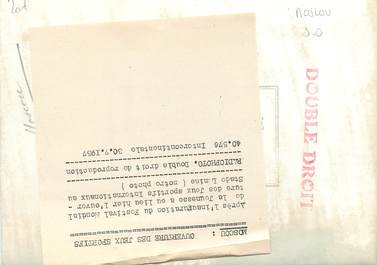 MOSCOU : OUVERTURE DES JEUX SPORTIFS
Après l'inauguration du Festival Mondial
de la Jeunesse a eu lieu hier l'ouver-
ture des Jeux sportifs internationaux au
Stade Lénine ( notre photo )
RADIOPHOTO. Double droit de reproduction
40.676 Intercontinentale 30.7.1957
DOUBLE DROIT
Moscou
J.O